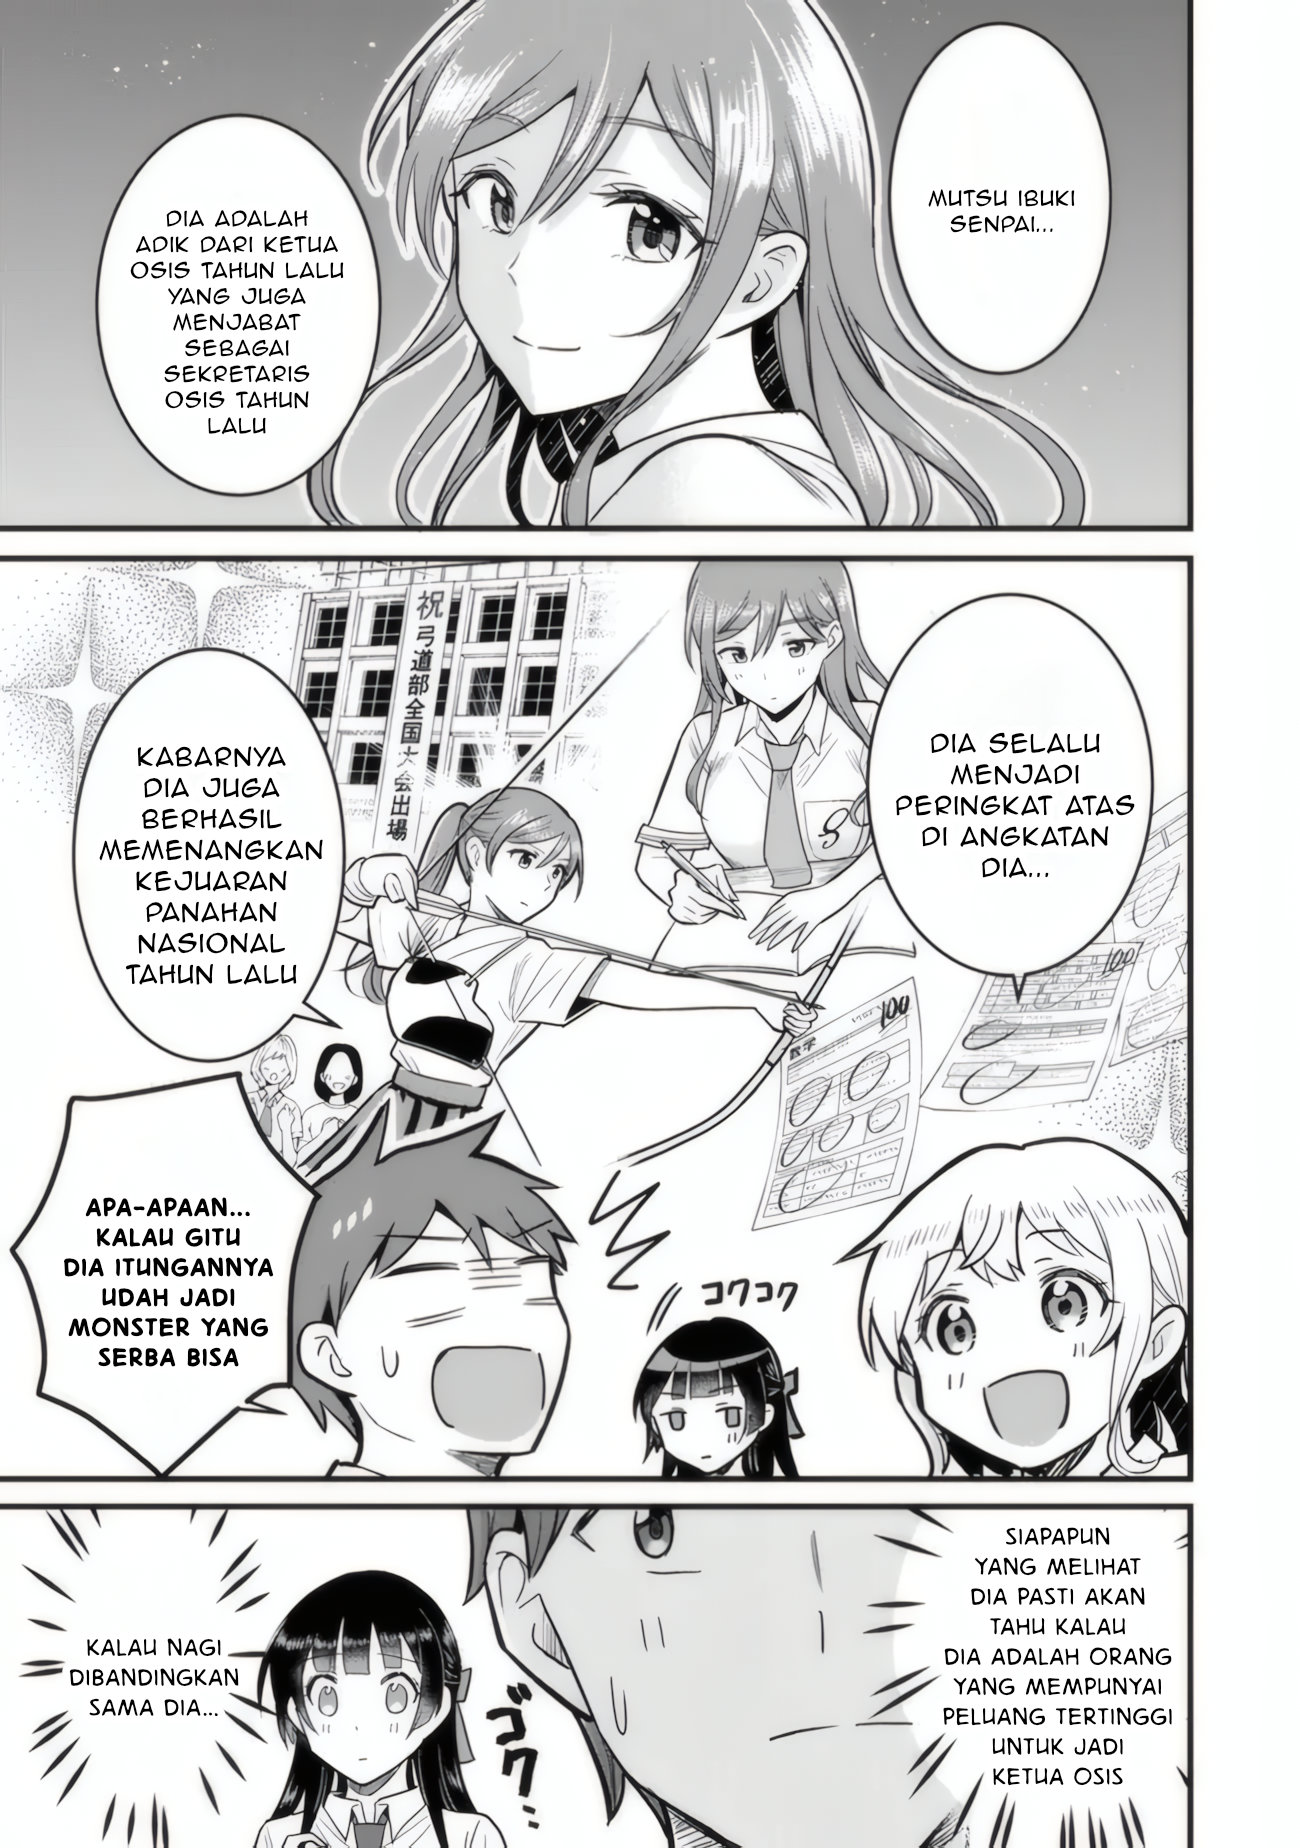 MUTSU IBUKI
SENPAI...
DIA ADALAH
ADIK DARI KETUA
OSIS TAHUN LALU
YANG JUGA
MENJABAT
SEBAGAI
SEKRETARIS
OSIS TAHUN
LALU
DIA SELALU
MENJADI
PERINGKAT ATAS
DI ANGKATAN
DIA...
100
100
数学
祝弓道部全国大会出場
KABARNYA
DIA JUGA
BERHASIL
MEMENANGKAN
KEJUARAN
PANAHAN
NASIONAL
TAHUN LALU
コクコク
APA-APAAN...
KALAU GITU
DIA ITUNGANNYA
UDAH JADI
MONSTER YANG
SERBA BISA
SIAPAPUN
YANG MELIHAT
DIA PASTI AKAN
TAHU KALAU
DIA ADALAH ORANG
YANG MEMPUNYAI
PELUANG TERTINGGI
UNTUK JADI
KETUA OSIS
ゴクッ…
KALAU NAGI
DIBANDINGKAN
SAMA DIA...